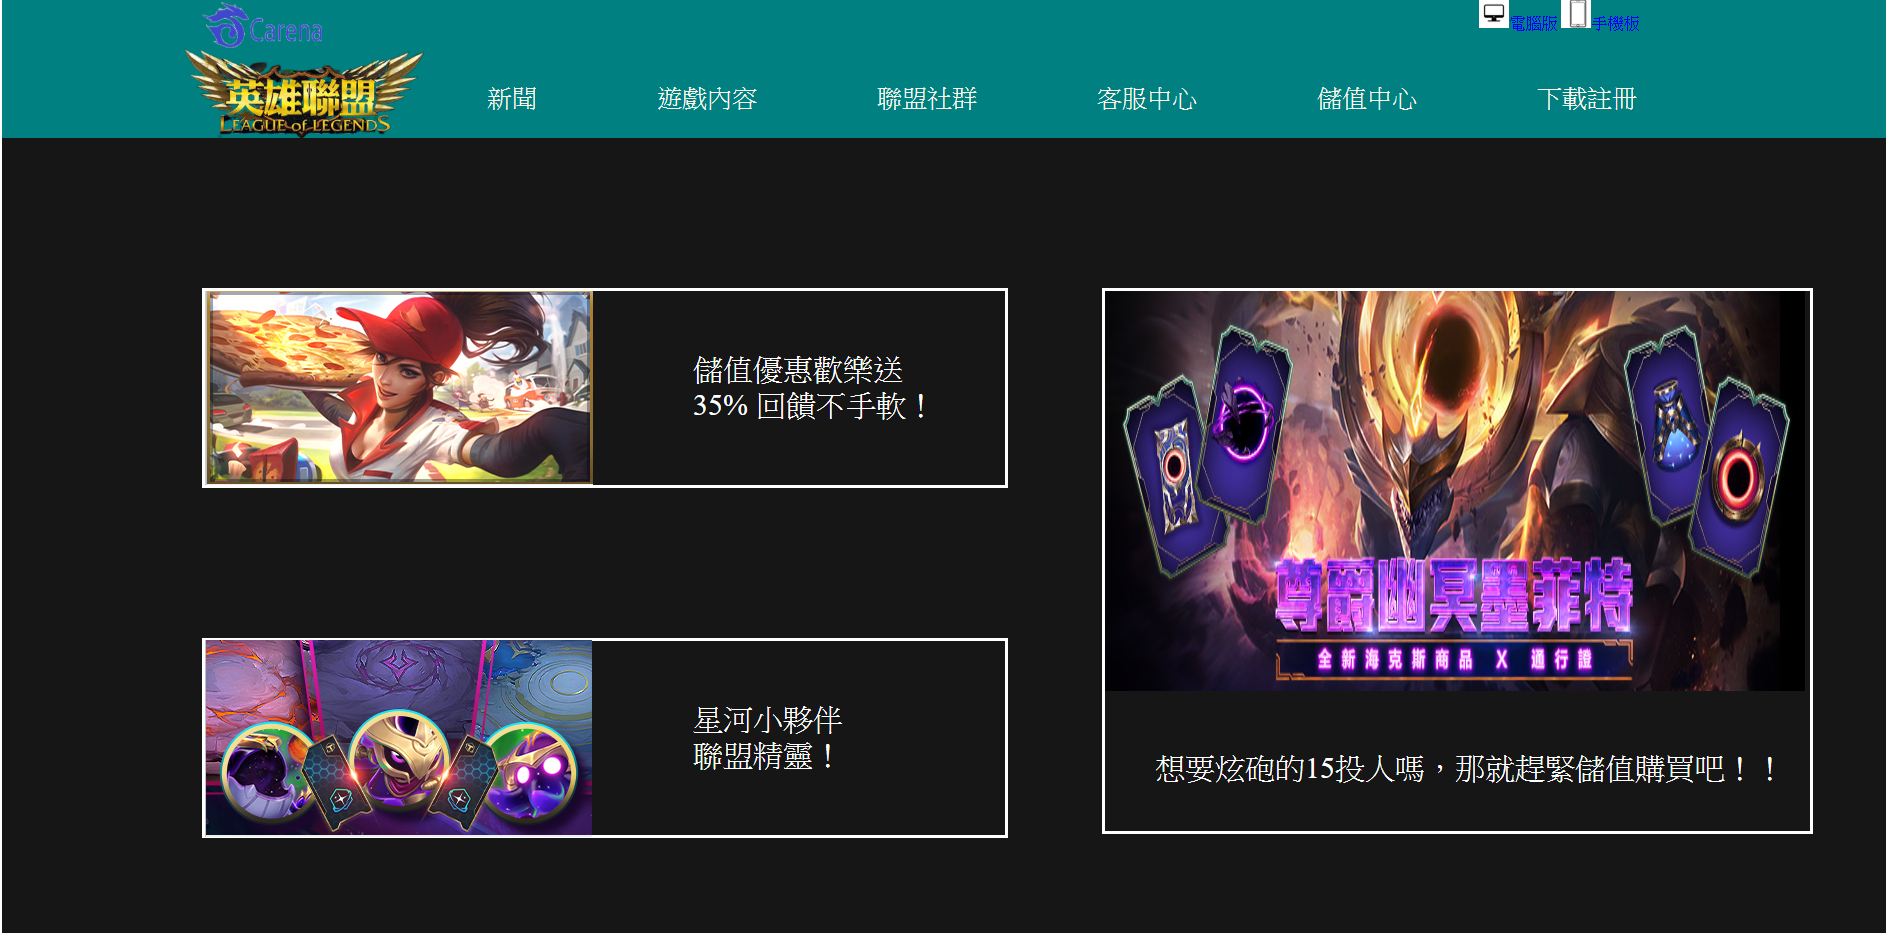 Carena
電腦版 手機板
英雄聯盟
LEAGUE of LEGENDS
新聞 遊戲內容 聯盟社群 客服中心 儲值中心 下載註冊
儲值優惠歡樂送
35% 回饋不手軟！
星河小夥伴
聯盟精靈！
尊爵幽冥墨菲特
全新海克斯商品 X 通行證
想要炫砲的15投人嗎，那就趕緊儲值購買吧！！